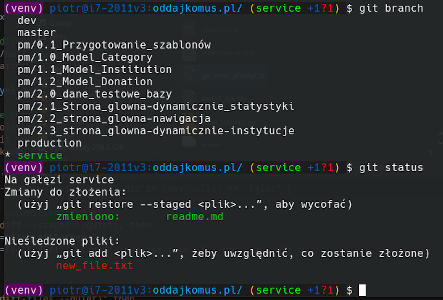 (venv) piotr@i7-2011v3:oddajkomus.pl/ (service +1?1) $ git branch
dev
master
pm/0.1_Przygotowanie_szablonów
pm/1.0_Model_Category
pm/1.1_Model_Institution
pm/1.2_Model_Donation
pm/2.0_dane_testowe_bazy
pm/2.1_Strona_glowna-dynamicznie_statystyki
pm/2.2_strona_glowna-nawigacja
pm/2.3_strona_glowna-dynamicznie-instytucje
production
* service
(venv) piotr@i7-2011v3:oddajkomus.pl/ (service +1?1) $ git status
Na gałęzi service
Zmiany do złożenia:
(użyj „git restore --staged <plik>...”, aby wycofać)
zmieniono: readme.md
Nieśledzone pliki:
(użyj „git add <plik>...”, żeby uwzględnić, co zostanie złożone)
new_file.txt
(venv) piotr@i7-2011v3:oddajkomus.pl/ (service +1?1) $